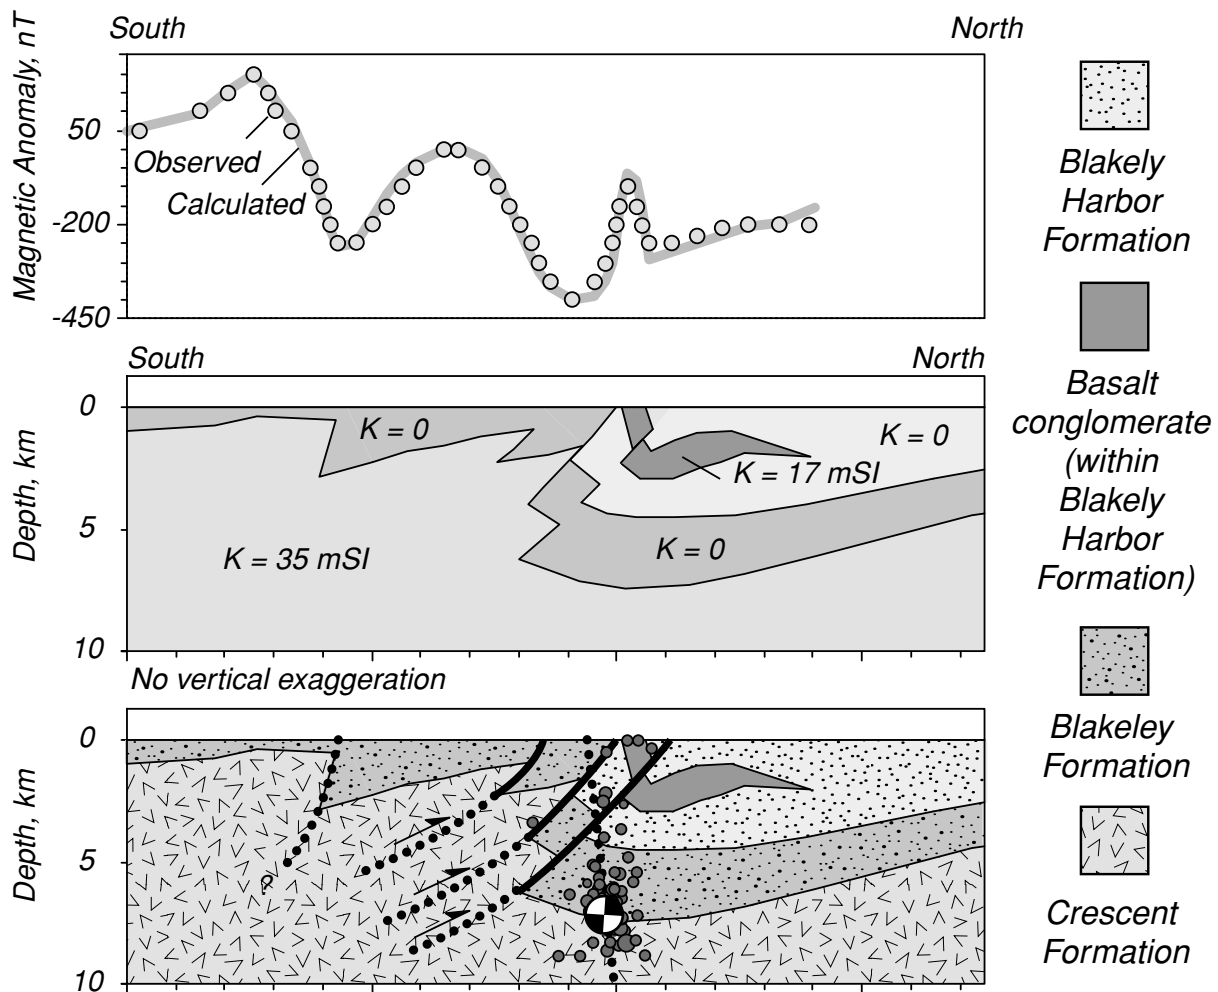 South
North
Magnetic Anomaly, nT
50
-200
-450
Observed
Calculated
South
North
Depth, km
0
5
10
K = 0
K = 0
K = 17 mSI
K = 0
K = 35 mSI
No vertical exaggeration
Depth, km
0
5
10
?
Blakely
Harbor
Formation
Basalt
conglomerate
(within
Blakely
Harbor
Formation)
Blakeley
Formation
Crescent
Formation